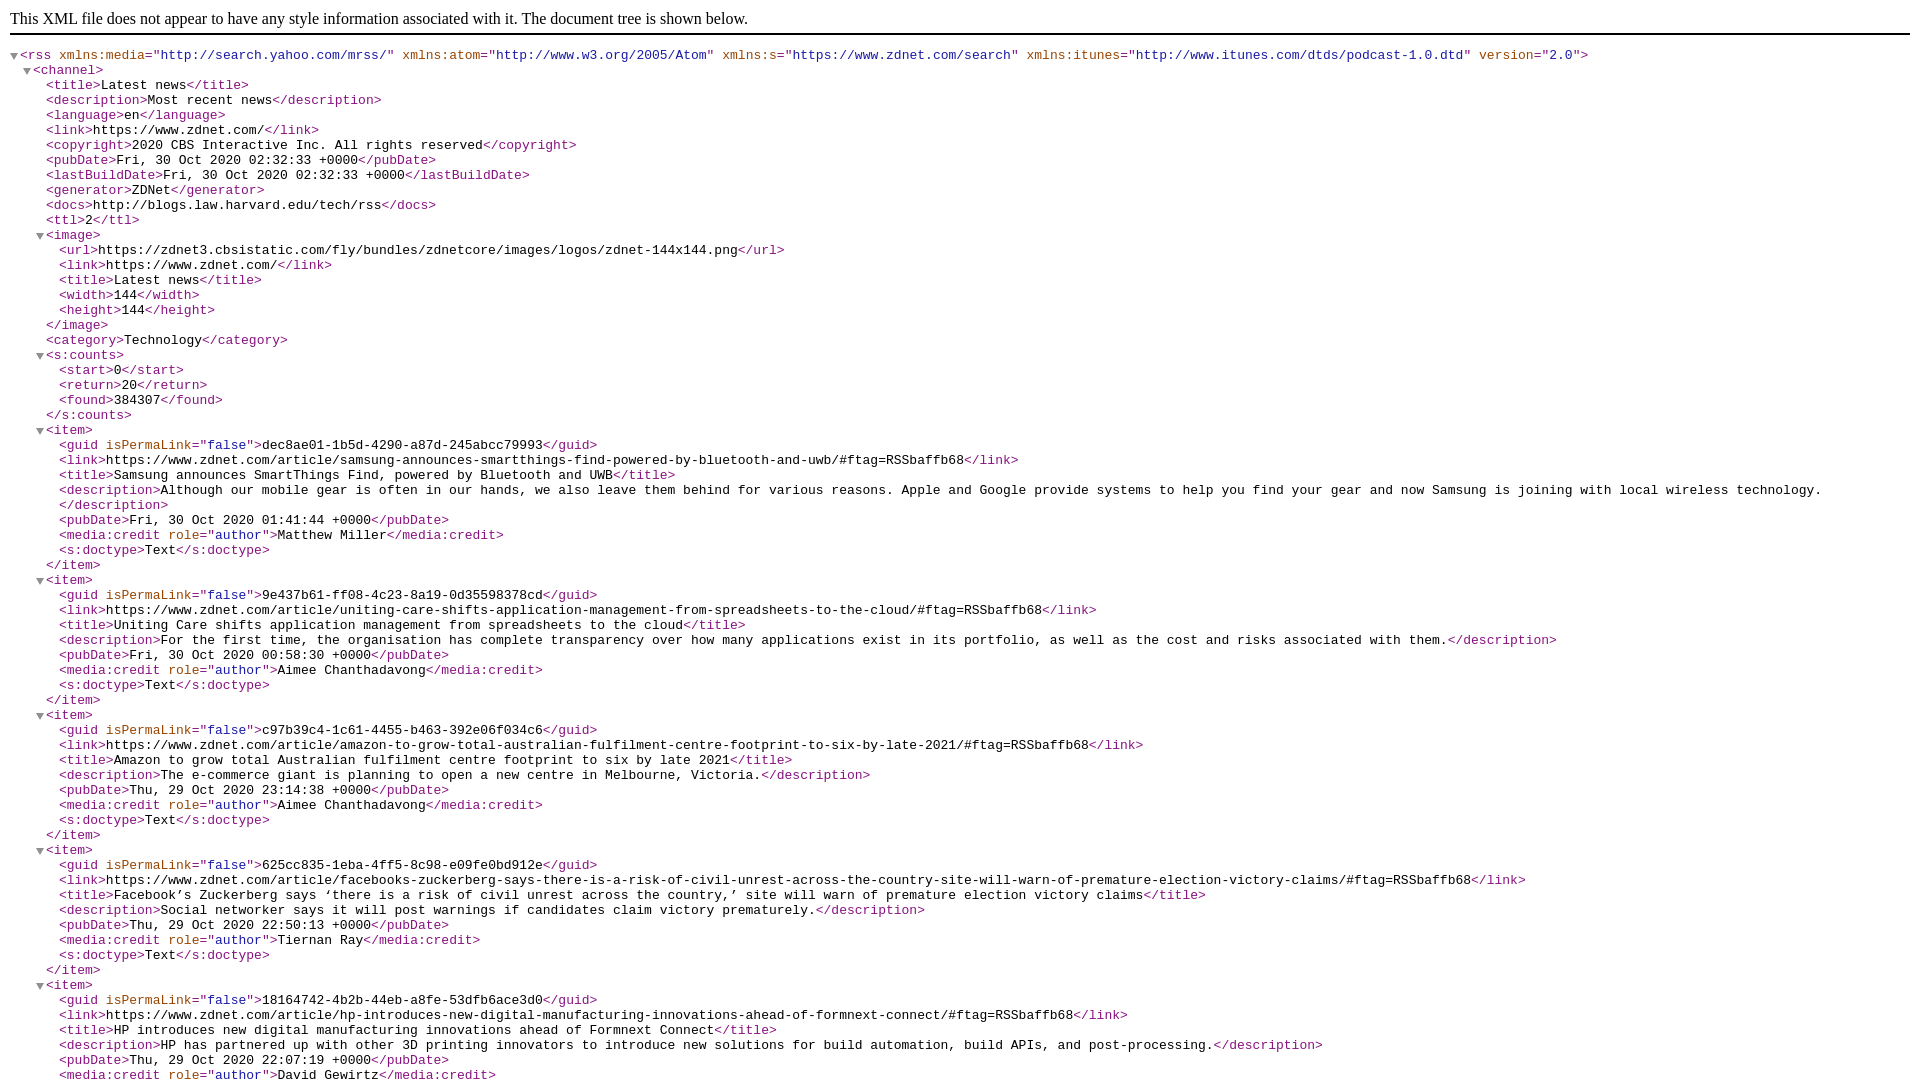 This XML file does not appear to have any style information associated with it. The document tree is shown below.
<rss xmlns:media="http://search.yahoo.com/mrss/" xmlns:atom="http://www.w3.org/2005/Atom" xmlns:s="https://www.zdnet.com/search" xmlns:itunes="http://www.itunes.com/dtds/podcast-1.0.dtd" version="2.0">
<channel>
<title>Latest news</title>
<description>Most recent news</description>
<language>en</language>
<link>https://www.zdnet.com/</link>
<copyright>2020 CBS Interactive Inc. All rights reserved</copyright>
<pubDate>Fri, 30 Oct 2020 02:32:33 +0000</pubDate>
<lastBuildDate>Fri, 30 Oct 2020 02:32:33 +0000</lastBuildDate>
<generator>ZDNet</generator>
<docs>http://blogs.law.harvard.edu/tech/rss</docs>
<ttl>2</ttl>
<image>
<url>https://zdnet3.cbsistatic.com/fly/bundles/zdnetcore/images/logos/zdnet-144x144.png</url>
<link>https://www.zdnet.com/</link>
<title>Latest news</title>
<width>144</width>
<height>144</height>
</image>
<category>Technology</category>
<s:counts>
<start>0</start>
<return>20</return>
<found>384307</found>
</s:counts>
<item>
<guid isPermaLink="false">dec8ae01-1b5d-4290-a87d-245abcc79993</guid>
<link>https://www.zdnet.com/article/samsung-announces-smartthings-find-powered-by-bluetooth-and-uwb/#ftag=RSSbaffb68</link>
<title>Samsung announces SmartThings Find, powered by Bluetooth and UWB</title>
<description>Although our mobile gear is often in our hands, we also leave them behind for various reasons. Apple and Google provide systems to help you find your gear and now Samsung is joining with local wireless technology.
</description>
<pubDate>Fri, 30 Oct 2020 01:41:44 +0000</pubDate>
<media:credit role="author">Matthew Miller</media:credit>
<s:doctype>Text</s:doctype>
</item>
<item>
<guid isPermaLink="false">9e437b61-ff08-4c23-8a19-0d35598378cd</guid>
<link>https://www.zdnet.com/article/uniting-care-shifts-application-management-from-spreadsheets-to-the-cloud/#ftag=RSSbaffb68</link>
<title>Uniting Care shifts application management from spreadsheets to the cloud</title>
<description>For the first time, the organisation has complete transparency over how many applications exist in its portfolio, as well as the cost and risks associated with them.</description>
<pubDate>Fri, 30 Oct 2020 00:58:30 +0000</pubDate>
<media:credit role="author">Aimee Chanthadavong</media:credit>
<s:doctype>Text</s:doctype>
</item>
<item>
<guid isPermaLink="false">c97b39c4-1c61-4455-b463-392e06f034c6</guid>
<link>https://www.zdnet.com/article/amazon-to-grow-total-australian-fulfilment-centre-footprint-to-six-by-late-2021/#ftag=RSSbaffb68</link>
<title>Amazon to grow total Australian fulfilment centre footprint to six by late 2021</title>
<description>The e-commerce giant is planning to open a new centre in Melbourne, Victoria.</description>
<pubDate>Thu, 29 Oct 2020 23:14:38 +0000</pubDate>
<media:credit role="author">Aimee Chanthadavong</media:credit>
<s:doctype>Text</s:doctype>
</item>
<item>
<guid isPermaLink="false">625cc835-1eba-4ff5-8c98-e09fe0bd912e</guid>
<link>https://www.zdnet.com/article/facebooks-zuckerberg-says-there-is-a-risk-of-civil-unrest-across-the-country-site-will-warn-of-premature-election-victory-claims/#ftag=RSSbaffb68</link>
<title>Facebook’s Zuckerberg says ‘there is a risk of civil unrest across the country,’ site will warn of premature election victory claims</title>
<description>Social networker says it will post warnings if candidates claim victory prematurely.</description>
<pubDate>Thu, 29 Oct 2020 22:50:13 +0000</pubDate>
<media:credit role="author">Tiernan Ray</media:credit>
<s:doctype>Text</s:doctype>
</item>
<item>
<guid isPermaLink="false">18164742-4b2b-44eb-a8fe-53dfb6ace3d0</guid>
<link>https://www.zdnet.com/article/hp-introduces-new-digital-manufacturing-innovations-ahead-of-formnext-connect/#ftag=RSSbaffb68</link>
<title>HP introduces new digital manufacturing innovations ahead of Formnext Connect</title>
<description>HP has partnered up with other 3D printing innovators to introduce new solutions for build automation, build APIs, and post-processing.</description>
<pubDate>Thu, 29 Oct 2020 22:07:19 +0000</pubDate>
<media:credit role="author">David Gewirtz</media:credit>